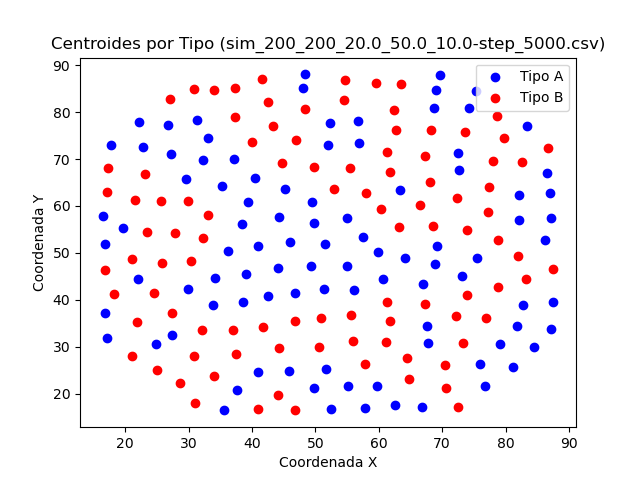 Centroides por Tipo (sim_200_200_20.0_50.0_10.0-step_5000.csv)
Tipo A
Tipo B
90
80
70
60
50
40
30
20
Coordenada Y
20 30 40 50 60 70 80 90
Coordenada X